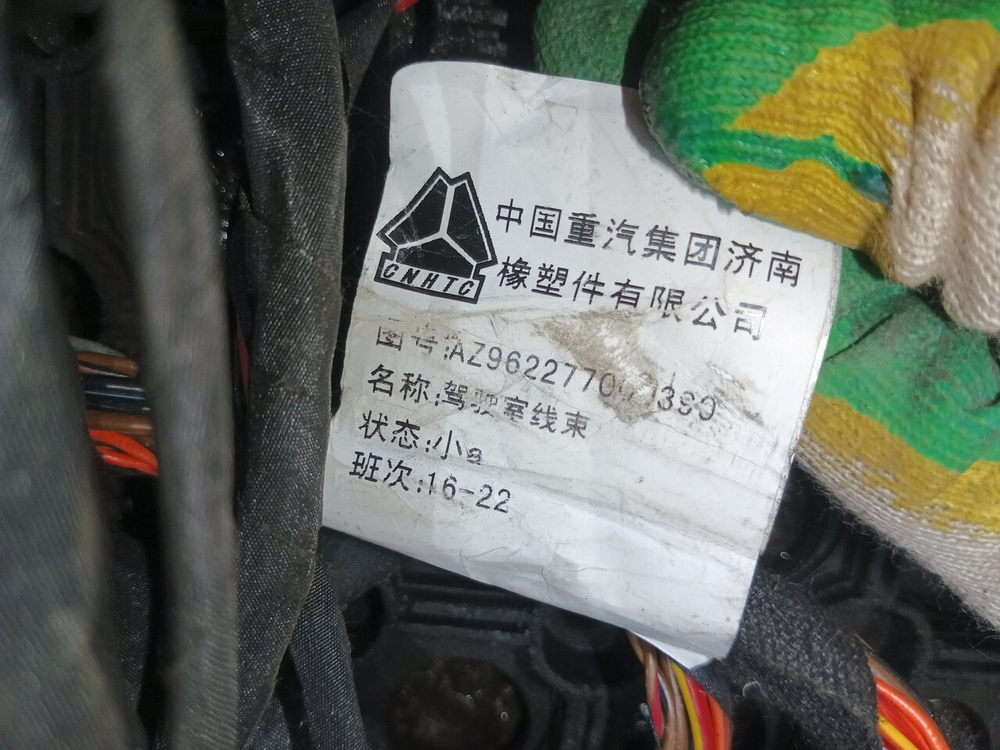 CNHTC
中国重汽集团济南
橡塑件有限公司
图号:
名称:驾驶室线束
状态:小a
班次:16-22